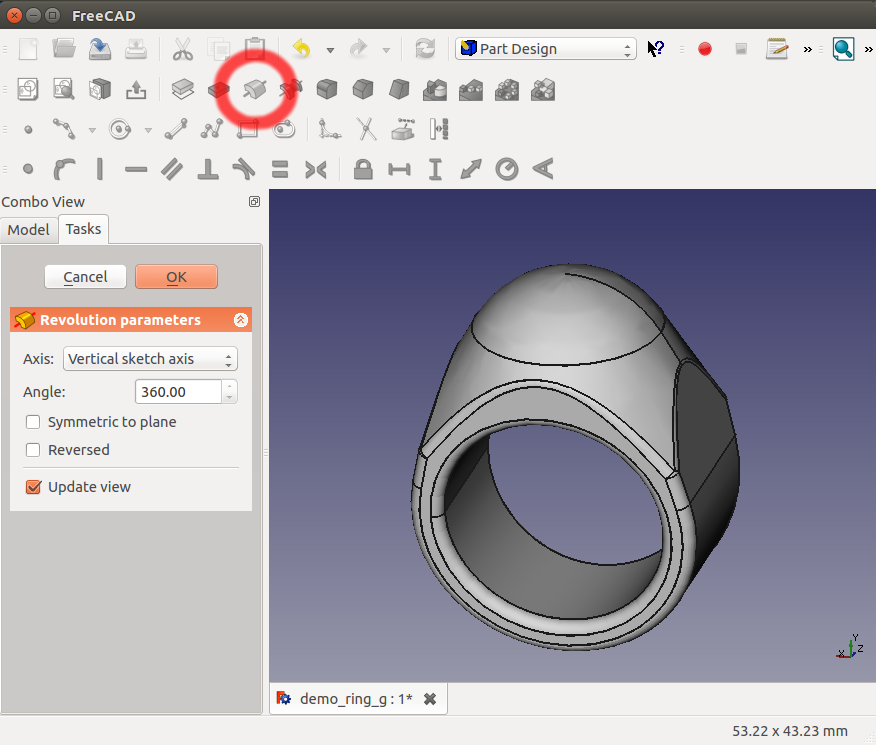 FreeCAD
Part Design
»
»
?
Combo View
Model
Tasks
Cancel
OK
Revolution parameters
Axis:
Vertical sketch axis
Angle:
360.00
Symmetric to plane
Reversed
Update view
Y
X
Z
demo_ring_g : 1*
53.22 x 43.23 mm